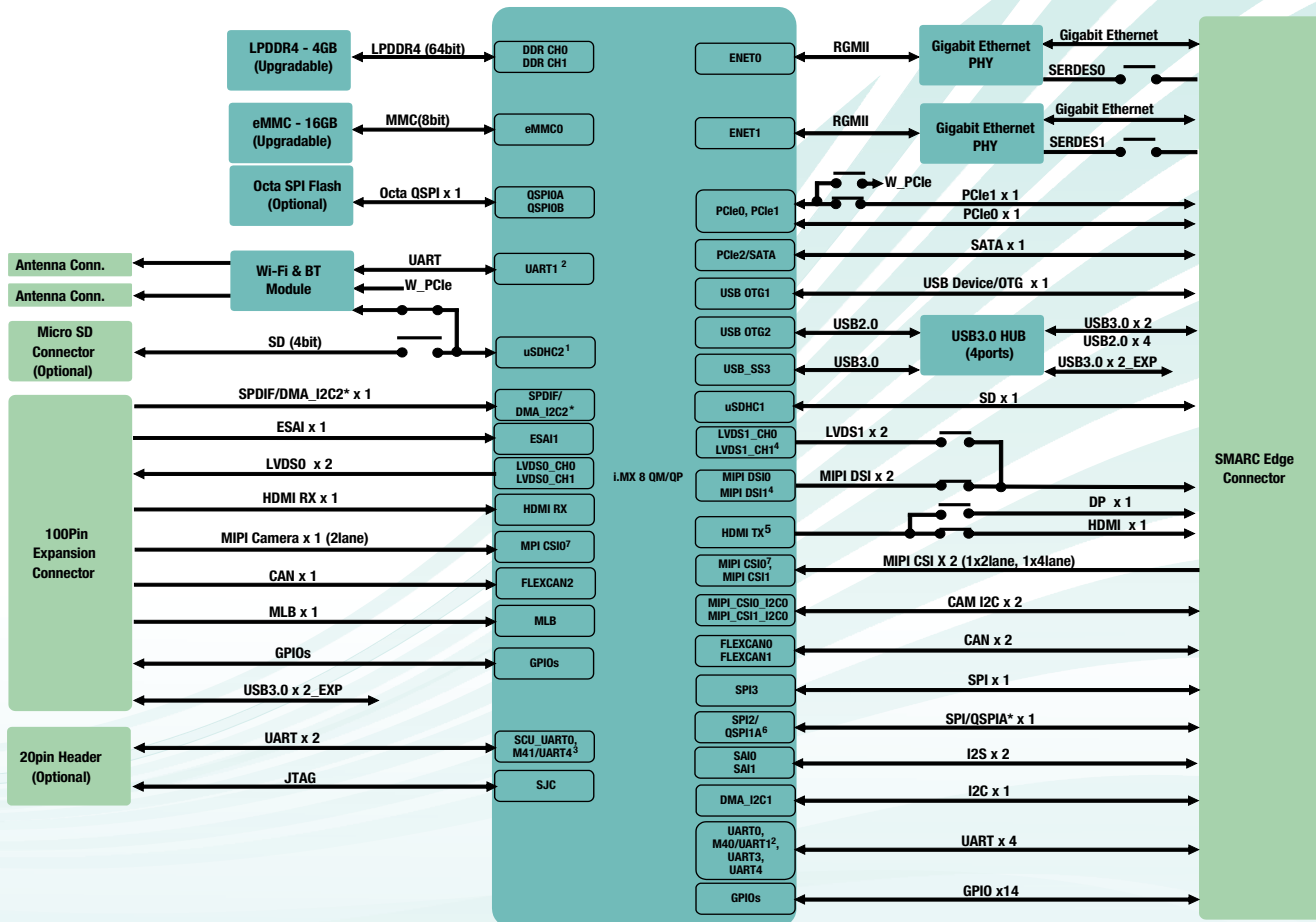 LPDDR4 - 4GB
(Upgradable)
LPDDR4 (64bit)
DDR CH0
DDR CH1
eMMC - 16GB
(Upgradable)
MMC(8bit)
eMMC0
Octa SPI Flash
(Optional)
Octa QSPI x 1
QSPI0A
QSPI0B
Antenna Conn.
Antenna Conn.
Wi-Fi & BT
Module
UART
W_PCIe
UART1 2
Micro SD
Connector
(Optional)
SD (4bit)
uSDHC2 1
100Pin
Expansion
Connector
SPDIF/DMA_I2C2* x 1
SPDIF/
DMA_I2C2*
ESAI x 1
ESAI1
LVDS0 x 2
LVDS0_CH0
LVDS0_CH1
HDMI RX x 1
HDMI RX
MIPI Camera x 1 (2lane)
MPI CSI07
CAN x 1
FLEXCAN2
MLB x 1
MLB
GPIOs
GPIOs
USB3.0 x 2_EXP
20pin Header
(Optional)
UART x 2
SCU_UART0,
M41/UART4 3
JTAG
SJC
i.MX 8 QM/QP
ENET0
RGMII
Gigabit Ethernet
PHY
Gigabit Ethernet
SERDES0
ENET1
RGMII
Gigabit Ethernet
PHY
Gigabit Ethernet
SERDES1
W_PCIe
PCIe0, PCIe1
PCIe1 x 1
PCIe0 x 1
PCIe2/SATA
SATA x 1
USB OTG1
USB Device/OTG x 1
USB OTG2
USB2.0
USB_SS3
USB3.0
USB3.0 HUB
(4ports)
USB3.0 x 2
USB2.0 x 4
USB3.0 x 2_EXP
uSDHC1
SD x 1
LVDS1_CH0
LVDS1_CH1 4
LVDS1 x 2
MIPI DSI0
MIPI DSI1 4
MIPI DSI x 2
HDMI TX5
DP x 1
HDMI x 1
MIPI CSI0 7,
MIPI CSI1
MIPI CSI X 2 (1x2lane, 1x4lane)
MIPI_CSI0_I2C0
MIPI_CSI1_I2C0
CAM I2C x 2
FLEXCAN0
FLEXCAN1
CAN x 2
SPI3
SPI x 1
SPI2/
QSPI1A6
SPI/QSPIA* x 1
SAI0
SAI1
I2S x 2
DMA_I2C1
I2C x 1
UART0,
M40/UART1 2,
UART3,
UART4
UART x 4
GPIOs
GPIO x14
SMARC Edge
Connector